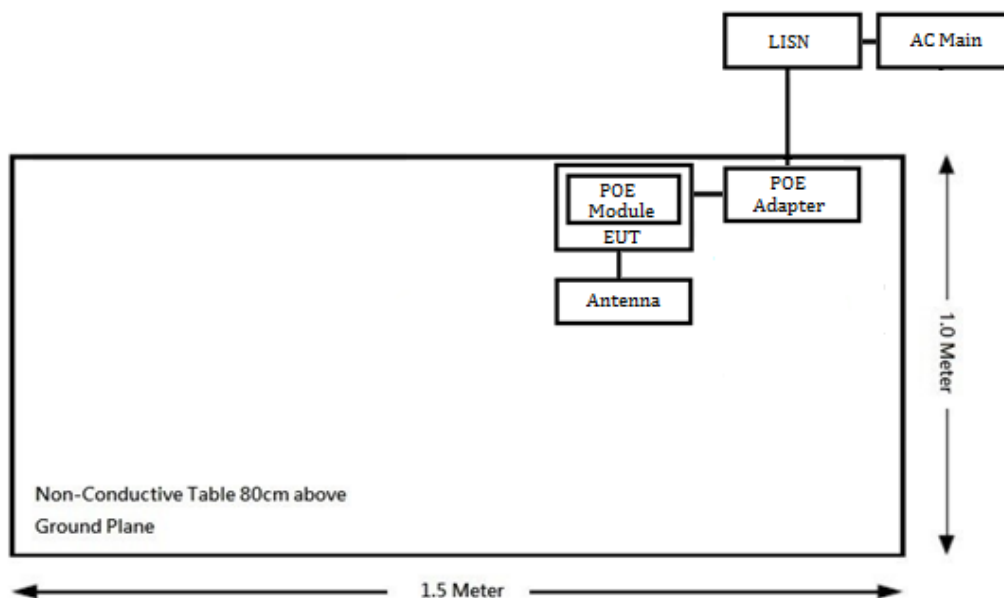 LISN
AC Main
POE
Module
EUT
POE
Adapter
Antenna
1.0 Meter
Non-Conductive Table 80cm above
Ground Plane
1.5 Meter